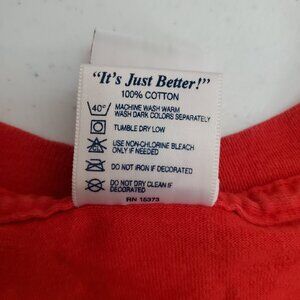 "It's Just Better!"
100% COTTON
40°
MACHINE WASH WARM
WASH DARK COLORS SEPARATELY
TUMBLE DRY LOW
USE NON-CHLORINE BLEACH
ONLY IF NEEDED
DO NOT IRON IF DECORATED
DO NOT DRY CLEAN IF
DECORATED
RN 15373